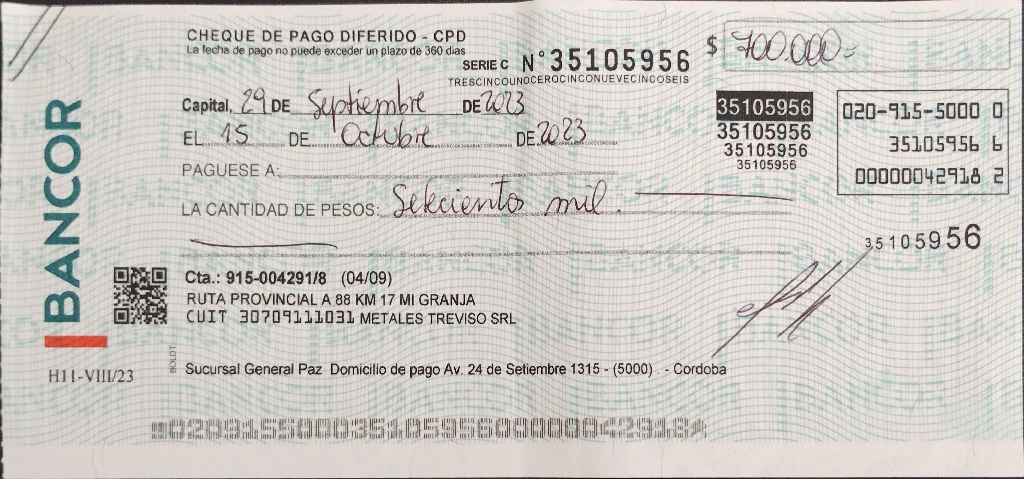 CHEQUE DE PAGO DIFERIDO - CPD
La fecha de pago no puede exceder un plazo de 360 dias
SERIE C N° 35105956
TRESCINCOUNOCEROCINCONUEVECINCOSEIS
$ 700.000=
Capital, 29 DE Septiembre DE 2023
EL 15 DE Octubre DE 2023
PAGUESE A:
LA CANTIDAD DE PESOS: Setecientos mil.
35105956
35105956
35105956
35105956
020-915-5000 0
35105956 6
00000042918 2
35105956
BANCOR
Cta.: 915-004291/8 (04/09)
RUTA PROVINCIAL A 88 KM 17 MI GRANJA
CUIT 30709111031 METALES TREVISO SRL
BOLDT
H11-VIII/23
Sucursal General Paz Domicilio de pago Av. 24 de Setiembre 1315 - (5000) . - Cordoba
02091550003510595600000042918